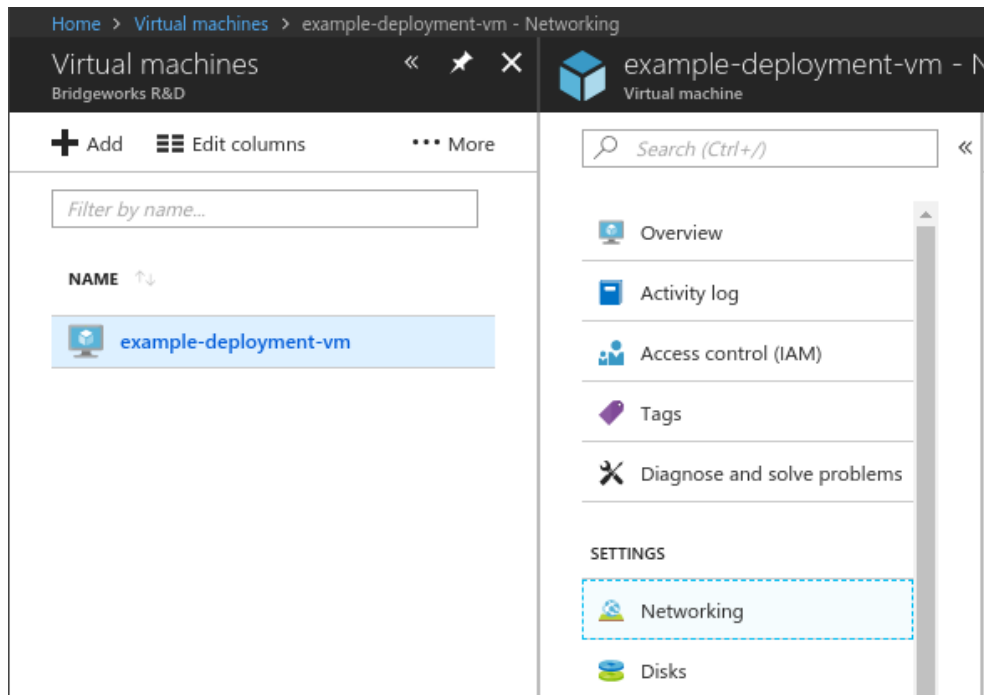 Home > Virtual machines > example-deployment-vm - Networking
Virtual machines
Bridgeworks R&D
Add Edit columns ••• More
Filter by name...
NAME
example-deployment-vm
example-deployment-vm - N
Virtual machine
Search (Ctrl+/)
Overview
Activity log
Access control (IAM)
Tags
Diagnose and solve problems
SETTINGS
Networking
Disks